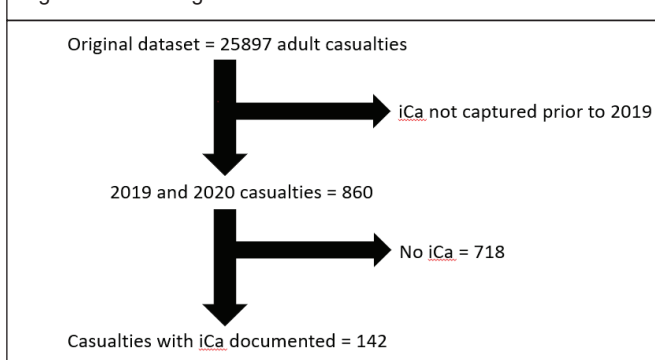 Original dataset = 25897 adult casualties
iCa not captured prior to 2019
2019 and 2020 casualties = 860
No iCa = 718
Casualties with iCa documented = 142